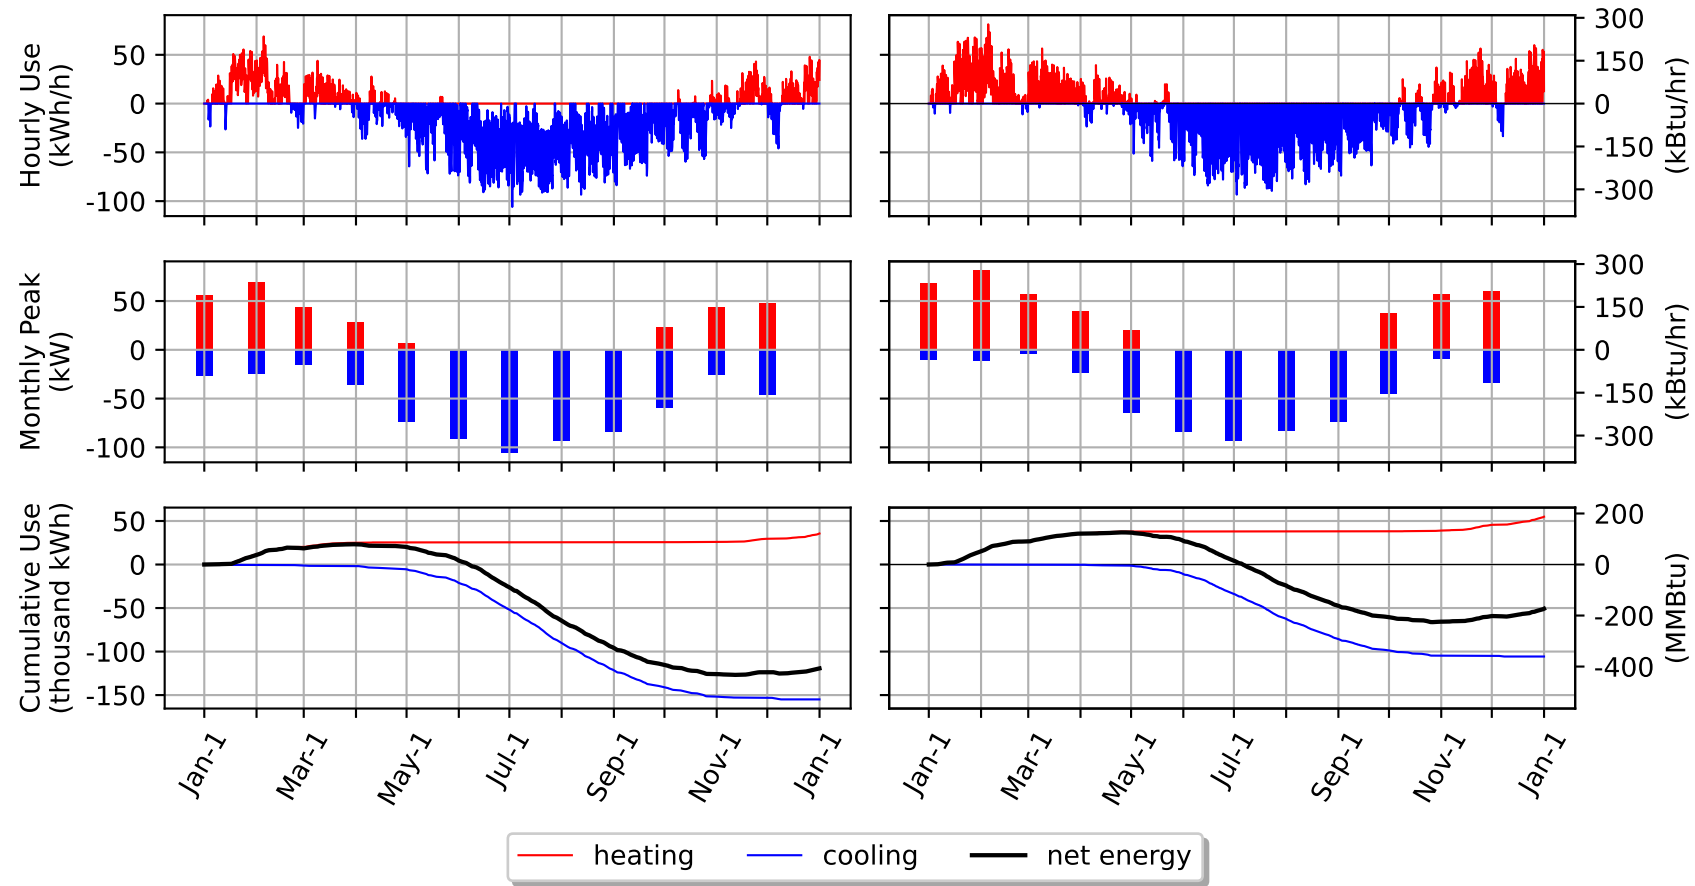 Hourly Use
(kWh/h)
50
0
-50
-100
300
150
0
-150
-300
(kBtu/hr)
Monthly Peak
(kW)
50
0
-50
-100
300
150
0
-150
-300
(kBtu/hr)
Cumulative Use
(thousand kWh)
50
0
-50
-100
-150
200
0
-200
-400
(MMBtu)
Jan-1
Mar-1
May-1
Jul-1
Sep-1
Nov-1
Jan-1
Jan-1
Mar-1
May-1
Jul-1
Sep-1
Nov-1
Jan-1
heating
cooling
net energy